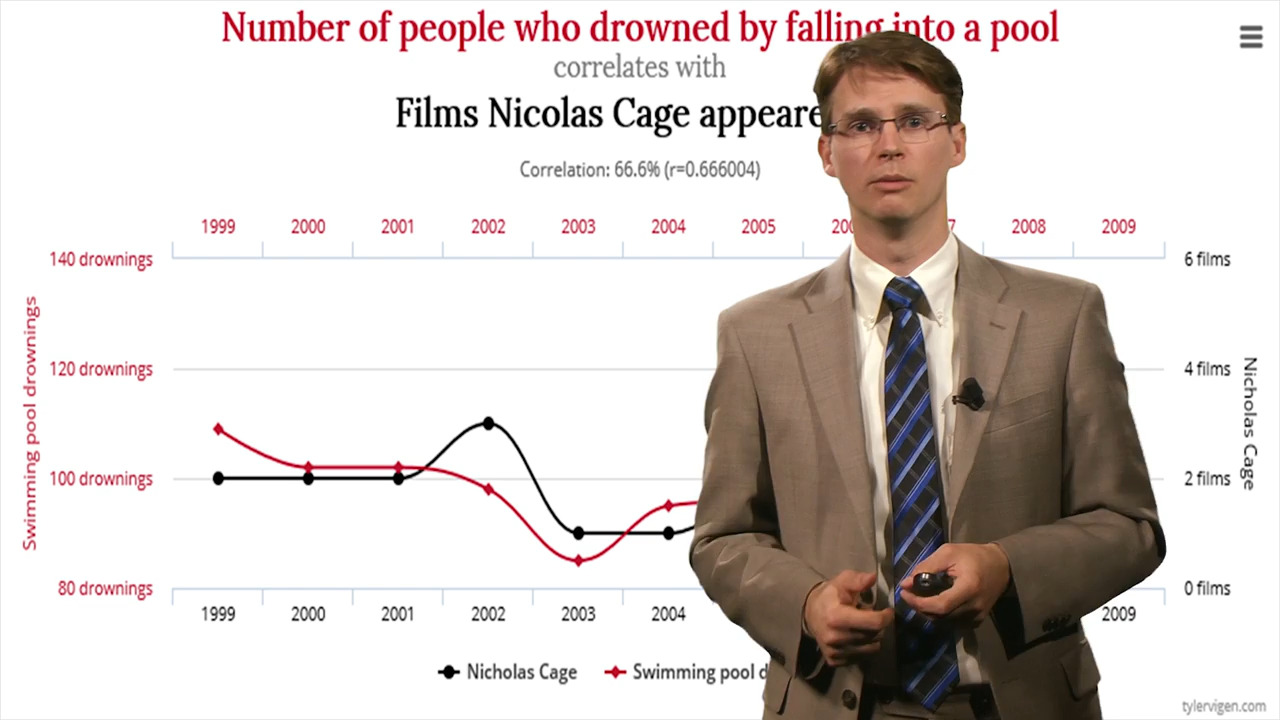 Number of people who drowned by falling into a pool
correlates with
Films Nicolas Cage appeare
Correlation: 66.6% (r=0.666004)
1999 2000 2001 2002 2003 2004 2005 2008 2009
140 drownings 6 films
120 drownings 4 films
100 drownings 2 films
80 drownings 0 films
Swimming pool drownings
Nicholas Cage
1999 2000 2001 2002 2003 2004 2009
Nicholas Cage Swimming pool d
tylervigen.com